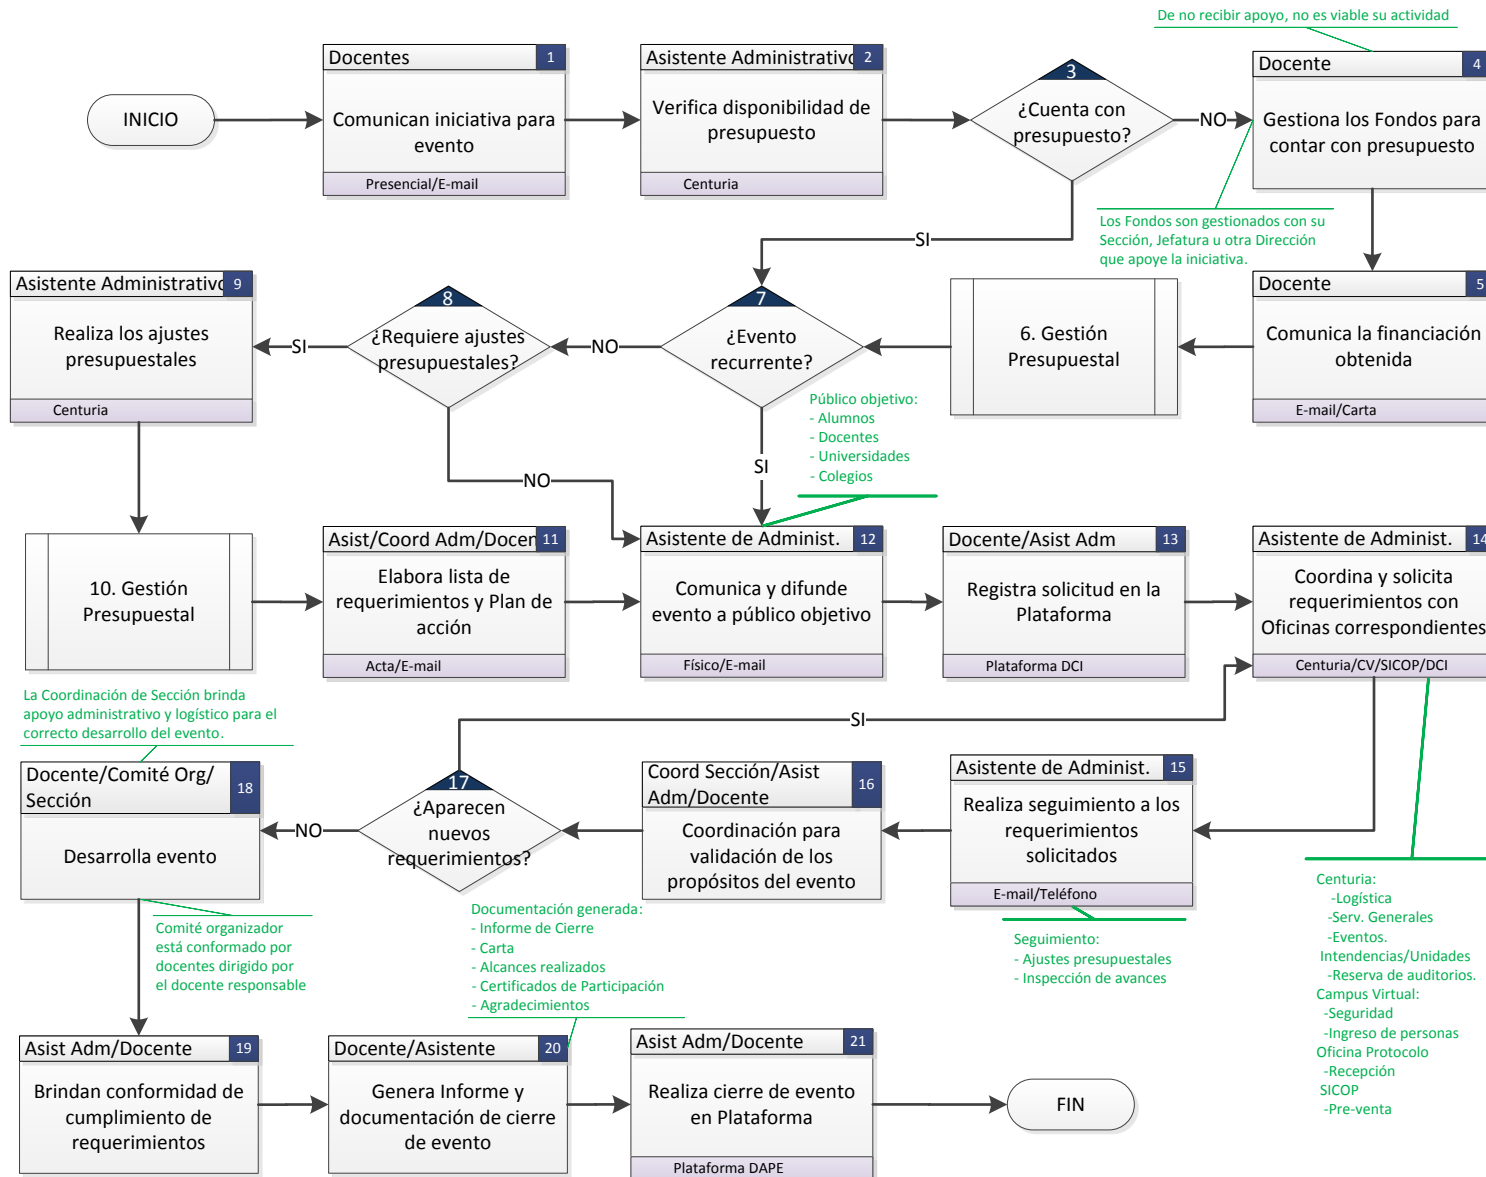 De no recibir apoyo, no es viable su actividad
Docentes
1
Comunican iniciativa para
evento
Presencial/E-mail
Asistente Administrativo
2
Verifica disponibilidad de
presupuesto
Centuria
3
¿Cuenta con
presupuesto?
NO
Docente
4
Gestiona los Fondos para
contar con presupuesto
INICIO
SI
Los Fondos son gestionados con su
Sección, Jefatura u otra Dirección
que apoye la iniciativa.
Asistente Administrativo
9
Realiza los ajustes
presupuestales
Centuria
SI
8
¿Requiere ajustes
presupuestales?
NO
7
¿Evento
recurrente?
6. Gestión
Presupuestal
Docente
5
Comunica la financiación
obtenida
E-mail/Carta
Público objetivo:
- Alumnos
- Docentes
- Universidades
- Colegios
SI
NO
10. Gestión
Presupuestal
Asist/Coord Adm/Docen
11
Elabora lista de
requerimientos y Plan de
acción
Acta/E-mail
Asistente de Administ.
12
Comunica y difunde
evento a público objetivo
Físico/E-mail
Docente/Asist Adm
13
Registra solicitud en la
Plataforma
Plataforma DCI
Asistente de Administ.
14
Coordina y solicita
requerimientos con
Oficinas correspondientes
Centuria/CV/SICOP/DCI
La Coordinación de Sección brinda
apoyo administrativo y logístico para el
correcto desarrollo del evento.
SI
Docente/Comité Org/
Sección
18
Desarrolla evento
NO
17
¿Aparecen
nuevos
requerimientos?
Coord Sección/Asist
Adm/Docente
16
Coordinación para
validación de los
propósitos del evento
Asistente de Administ.
15
Realiza seguimiento a los
requerimientos
solicitados
E-mail/Teléfono
Comité organizador
está conformado por
docentes dirigido por
el docente responsable
Documentación generada:
- Informe de Cierre
- Carta
- Alcances realizados
- Certificados de Participación
- Agradecimientos
Seguimiento:
- Ajustes presupuestales
- Inspección de avances
Centuria:
-Logística
-Serv. Generales
-Eventos.
Intendencias/Unidades
-Reserva de auditorios.
Campus Virtual:
-Seguridad
-Ingreso de personas
Oficina Protocolo
-Recepción
SICOP
-Pre-venta
Asist Adm/Docente
19
Brindan conformidad de
cumplimiento de
requerimientos
Docente/Asistente
20
Genera Informe y
documentación de cierre
de evento
Asist Adm/Docente
21
Realiza cierre de evento
en Plataforma
Plataforma DAPE
FIN